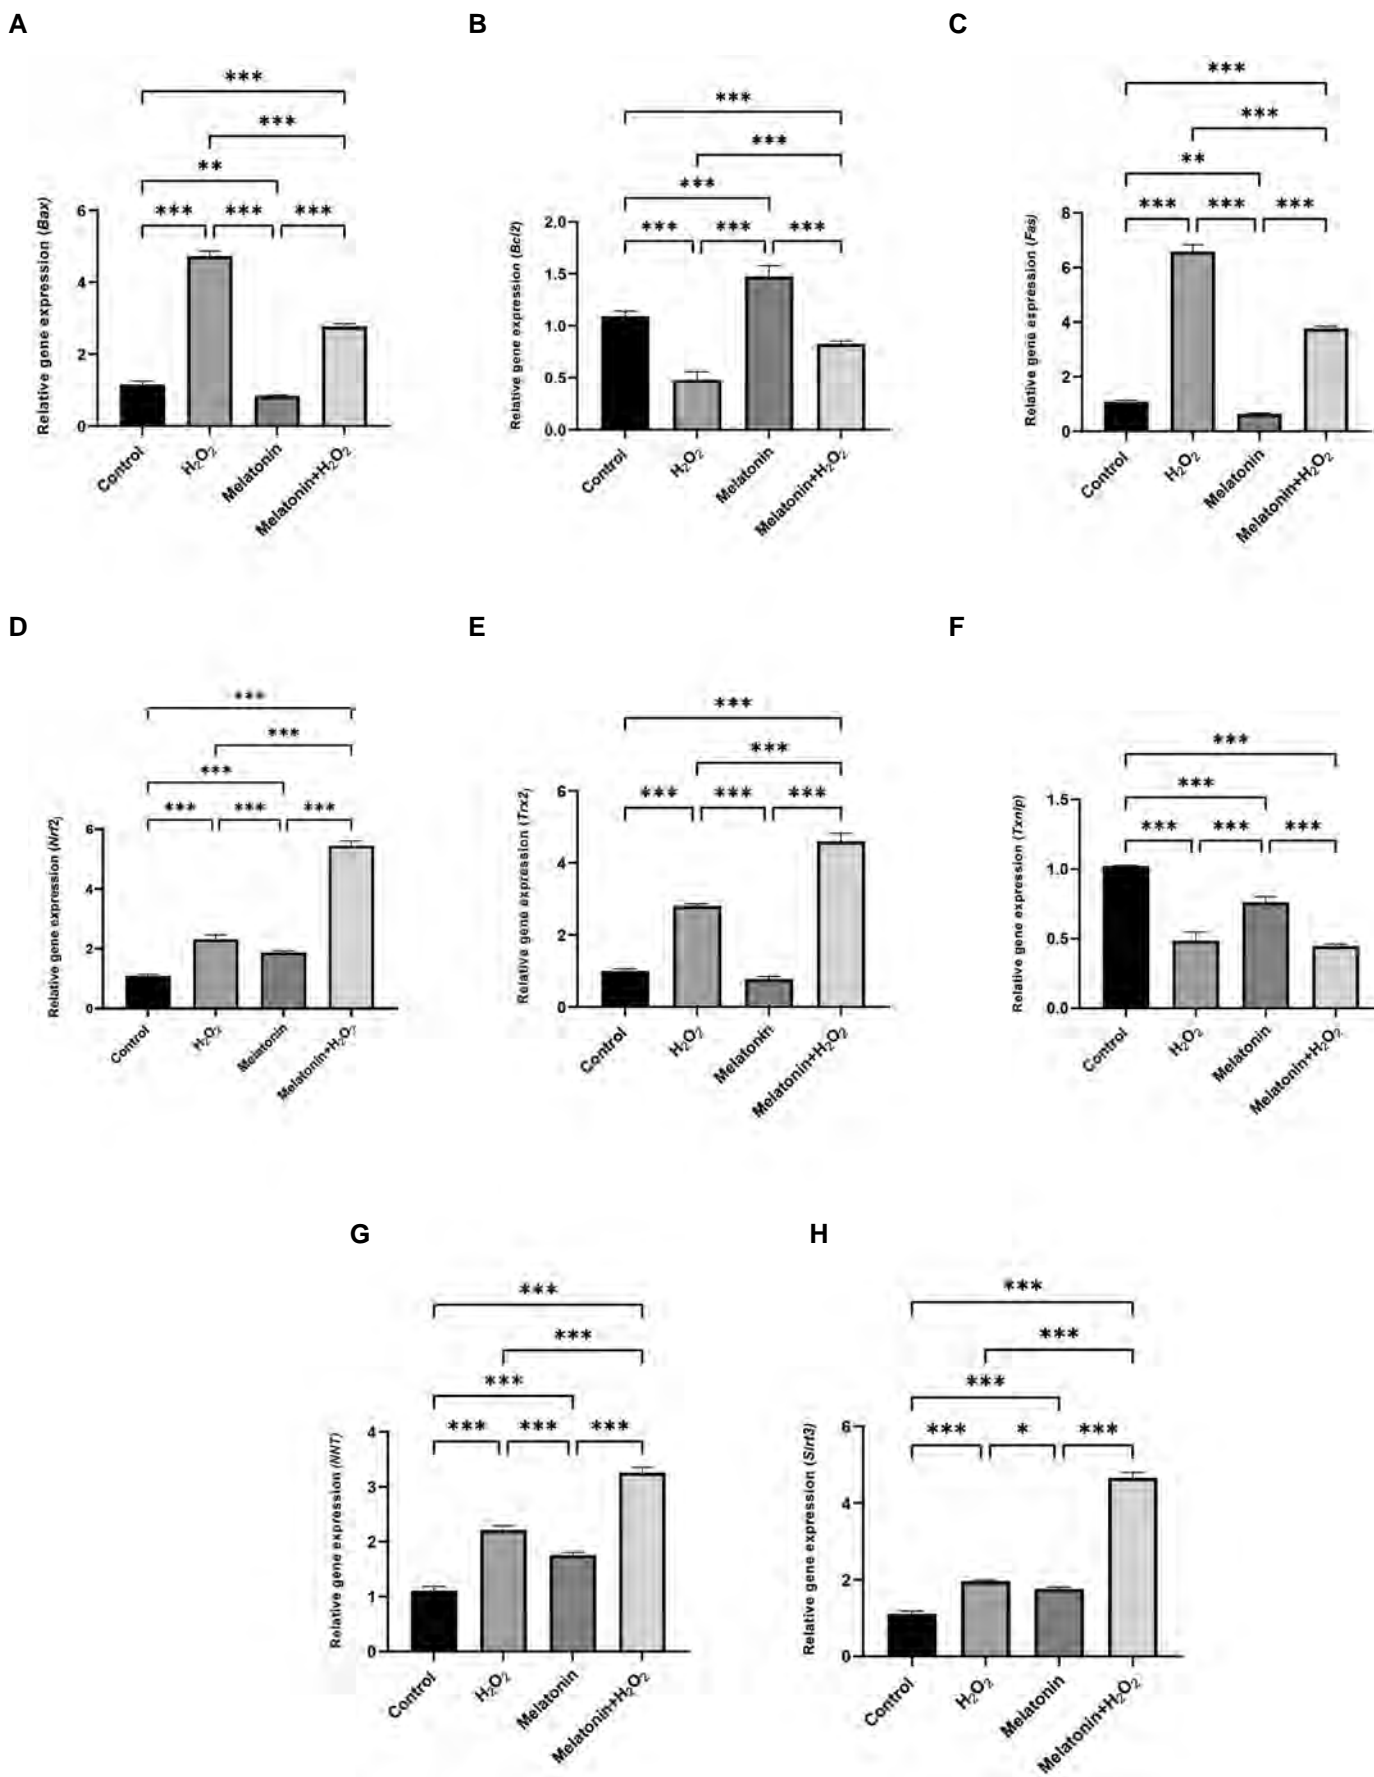 A
B
C
***
***
**
***
***
***
Relative gene expression (Bax)
6
4
2
0
Control
H₂O₂
Melatonin
Melatonin+H₂O₂
***
***
***
***
***
***
Relative gene expression (Bcl2)
2.0
1.5
1.0
0.5
0.0
Control
H₂O₂
Melatonin
Melatonin+H₂O₂
***
***
**
***
***
***
Relative gene espression (Fas)
8
6
4
2
0
Control
H₂O₂
Melatonin
Melatonin+H₂O₂
D
E
F
***
***
***
***
***
***
Relative gene expression (Nrf2)
6
4
2
0
Control
H₂O₂
Melatonin
Melatonin+H₂O₂
***
***
***
***
***
Relative gene expression (Trx2)
6
4
2
0
Control
H₂O₂
Melatonin
Melatonin+H₂O₂
***
***
***
***
***
Relative gene expression (Txnip)
1.5
1.0
0.5
0.0
Control
H₂O₂
Melatonin
Melatonin+H₂O₂
G
H
***
***
***
***
***
***
Relative gene expression (NNT)
4
3
2
1
0
Control
H₂O₂
Melatonin
Melatonin+H₂O₂
***
***
***
***
*
***
Relative gene expression (Sirt3)
6
4
2
0
Control
H₂O₂
Melatonin
Melatonin+H₂O₂